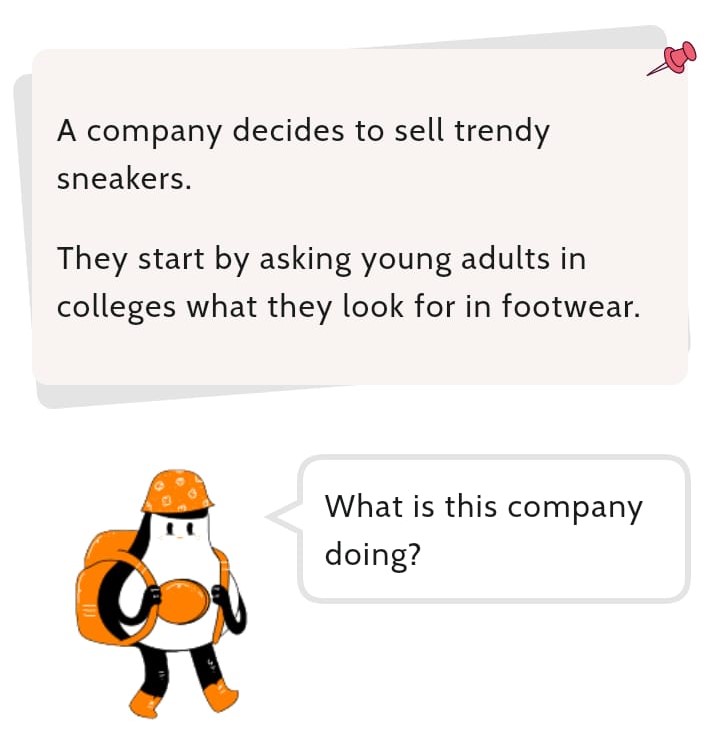 A company decides to sell trendy
sneakers.
They start by asking young adults in
colleges what they look for in footwear.
What is this company
doing?